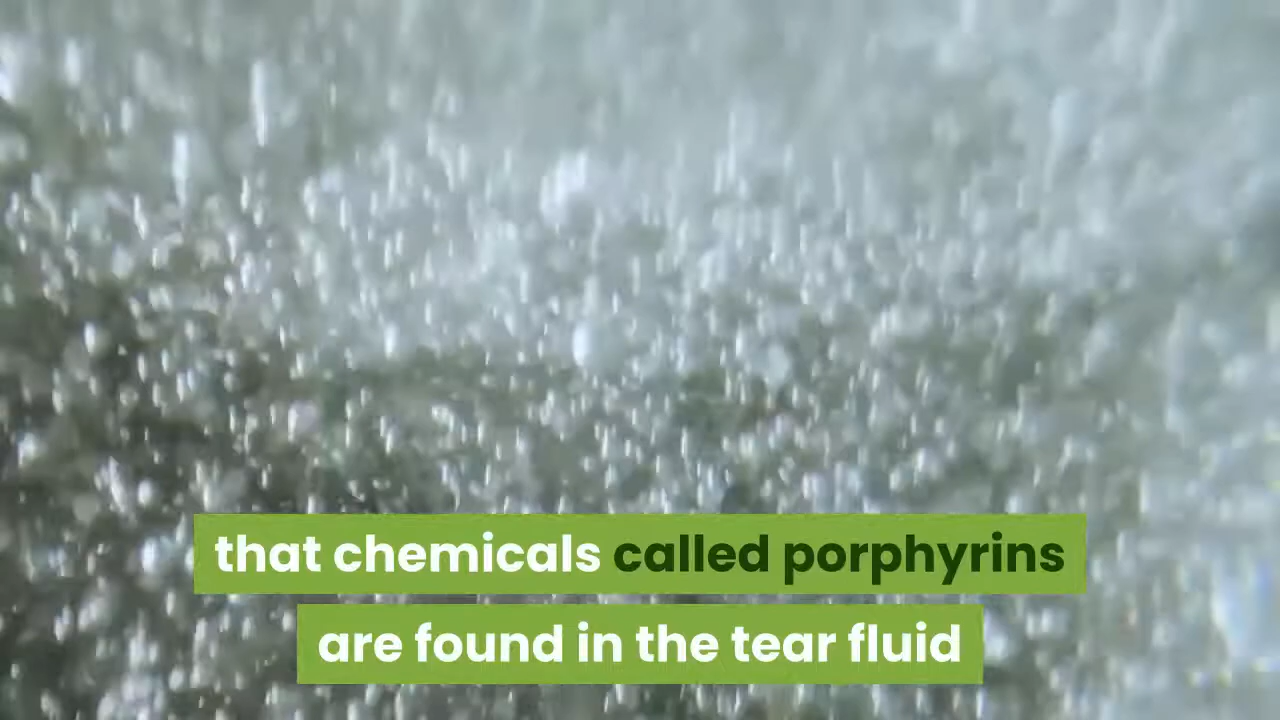 that chemicals called porphyrins
are found in the tear fluid